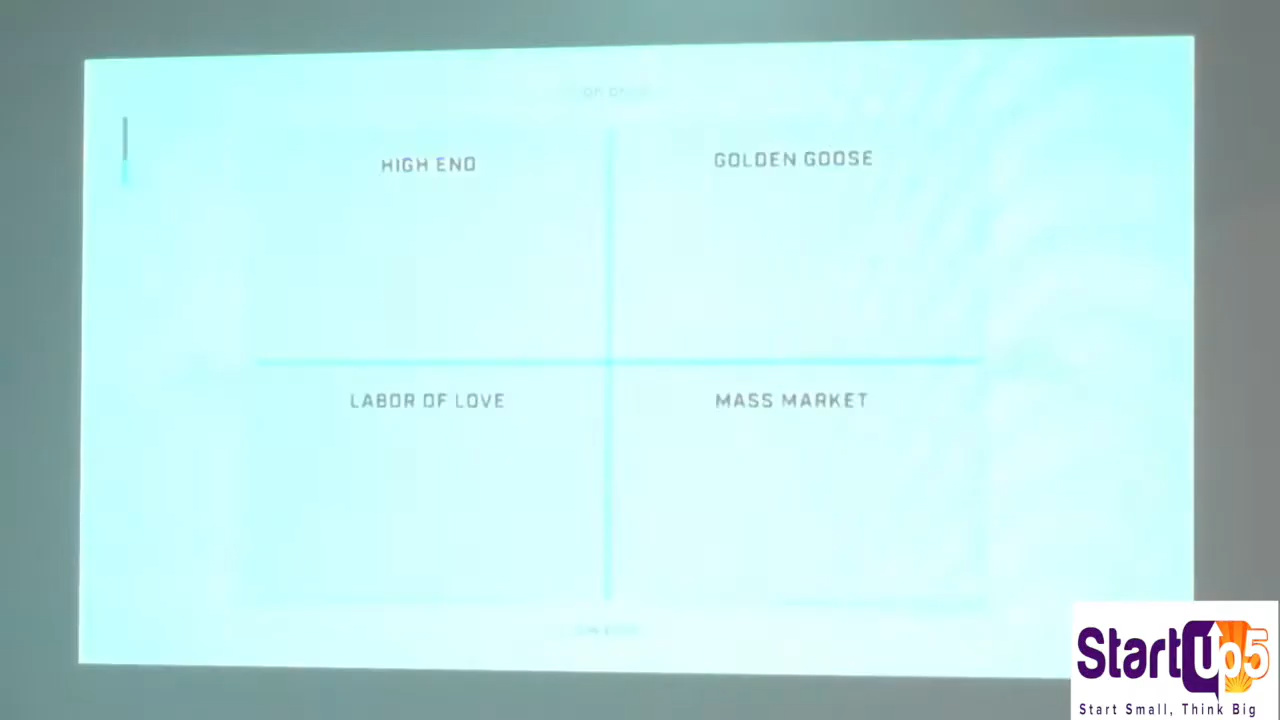 HIGH END
GOLDEN GOOSE
LABOR OF LOVE
MASS MARKET
StartUp5
Start Small, Think Big